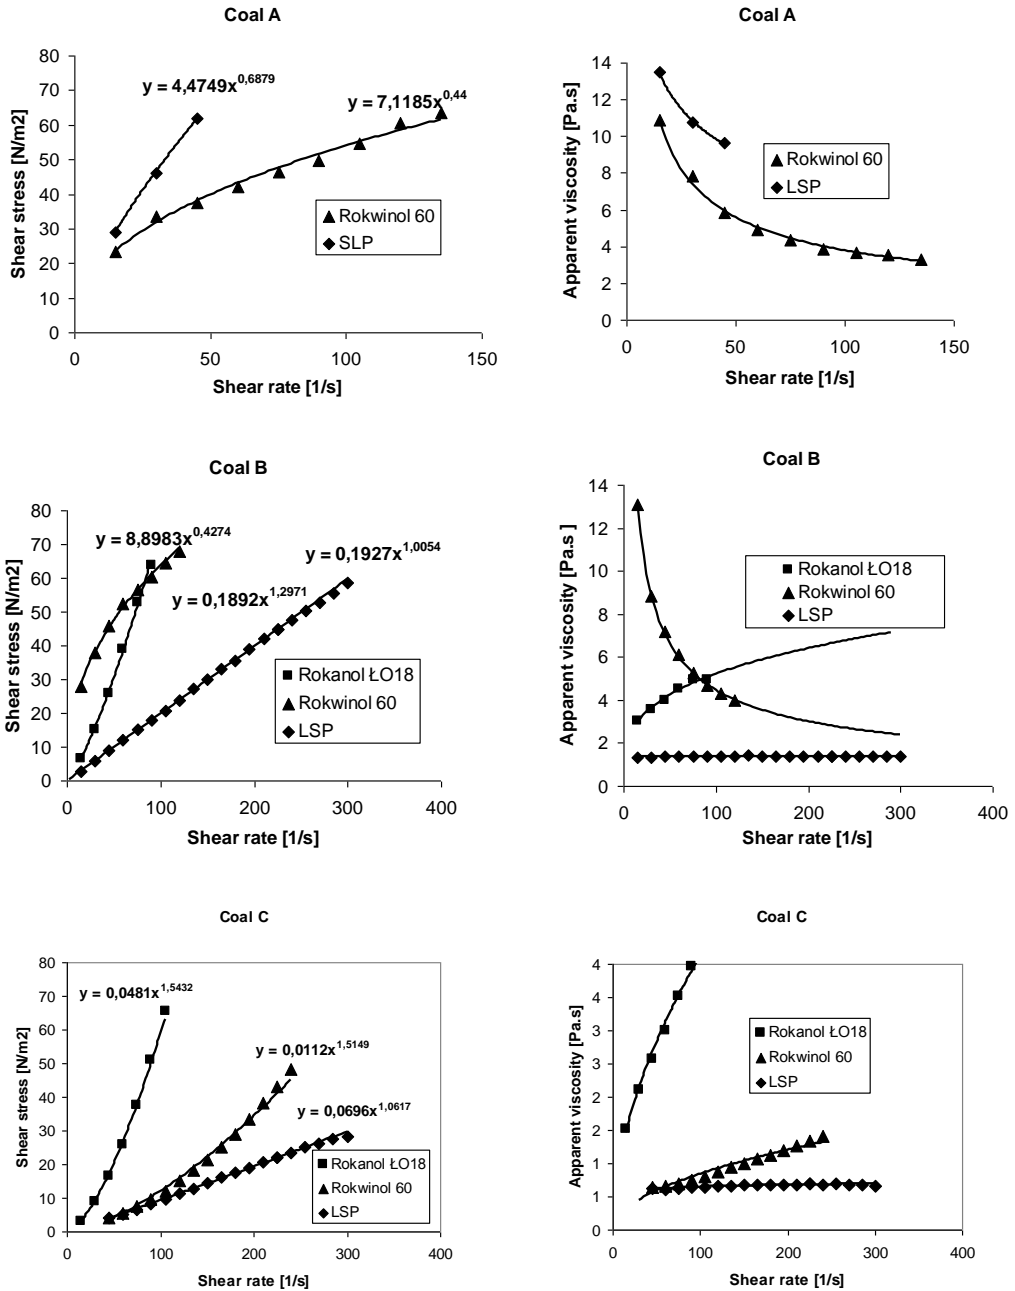 Coal A
Shear stress [N/m2]
80
70
60
50
40
30
20
10
0
y = 4,4749x^0,6879
y = 7,1185x^0,44
Rokwinol 60
SLP
0 50 100 150
Shear rate [1/s]
Coal A
Apparent viscosity [Pa.s]
14
12
10
8
6
4
2
0
Rokwinol 60
LSP
0 50 100 150
Shear rate [1/s]
Coal B
Shear stress [N/m2]
80
70
60
50
40
30
20
10
0
y = 8,8983x^0,4274
y = 0,1927x^1,0054
y = 0,1892x^1,2971
Rokanol ŁO18
Rokwinol 60
LSP
0 100 200 300 400
Shear rate [1/s]
Coal B
Apparent viscosity [Pa.s ]
14
12
10
8
6
4
2
0
Rokanol ŁO18
Rokwinol 60
LSP
0 100 200 300 400
Shear rate [1/s]
Coal C
Shear stress [N/m2]
80
70
60
50
40
30
20
10
0
y = 0,0481x^1,5432
y = 0,0112x^1,5149
y = 0,0696x^1,0617
Rokanol ŁO18
Rokwinol 60
LSP
0 100 200 300 400
Shear rate [1/s]
Coal C
Apparent viscosity [Pa.s]
4
4
3
3
2
2
1
1
0
Rokanol ŁO18
Rokwinol 60
LSP
0 100 200 300 400
Shear rate [1/s]